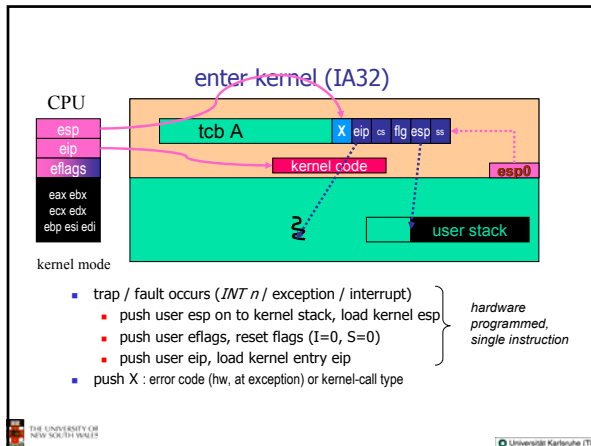 enter kernel (IA32)
CPU
esp
eip
eflags
eax ebx
ecx edx
ebp esi edi
kernel mode
tcb A
X eip cs flg esp ss
kernel code
esp0
user stack
trap / fault occurs (INT n / exception / interrupt)
push user esp on to kernel stack, load kernel esp
push user eflags, reset flags (I=0, S=0)
push user eip, load kernel entry eip
push X : error code (hw, at exception) or kernel-call type
hardware
programmed,
single instruction
THE UNIVERSITY OF
NEW SOUTH WALES
Universität Karlsruhe (T